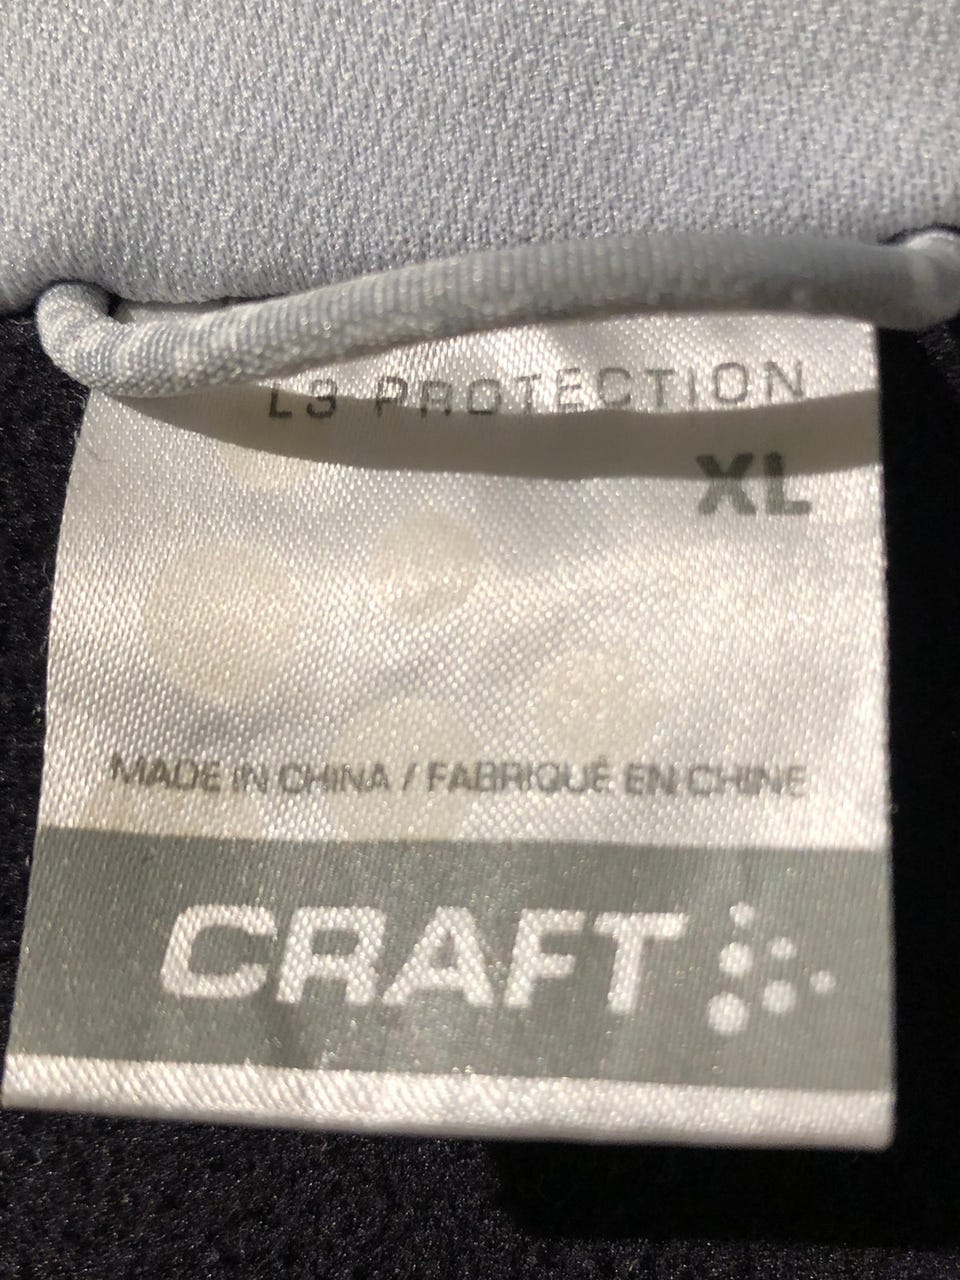 L3 PROTECTION
XL
MADE IN CHINA / FABRIQUÉ EN CHINE
CRAFT